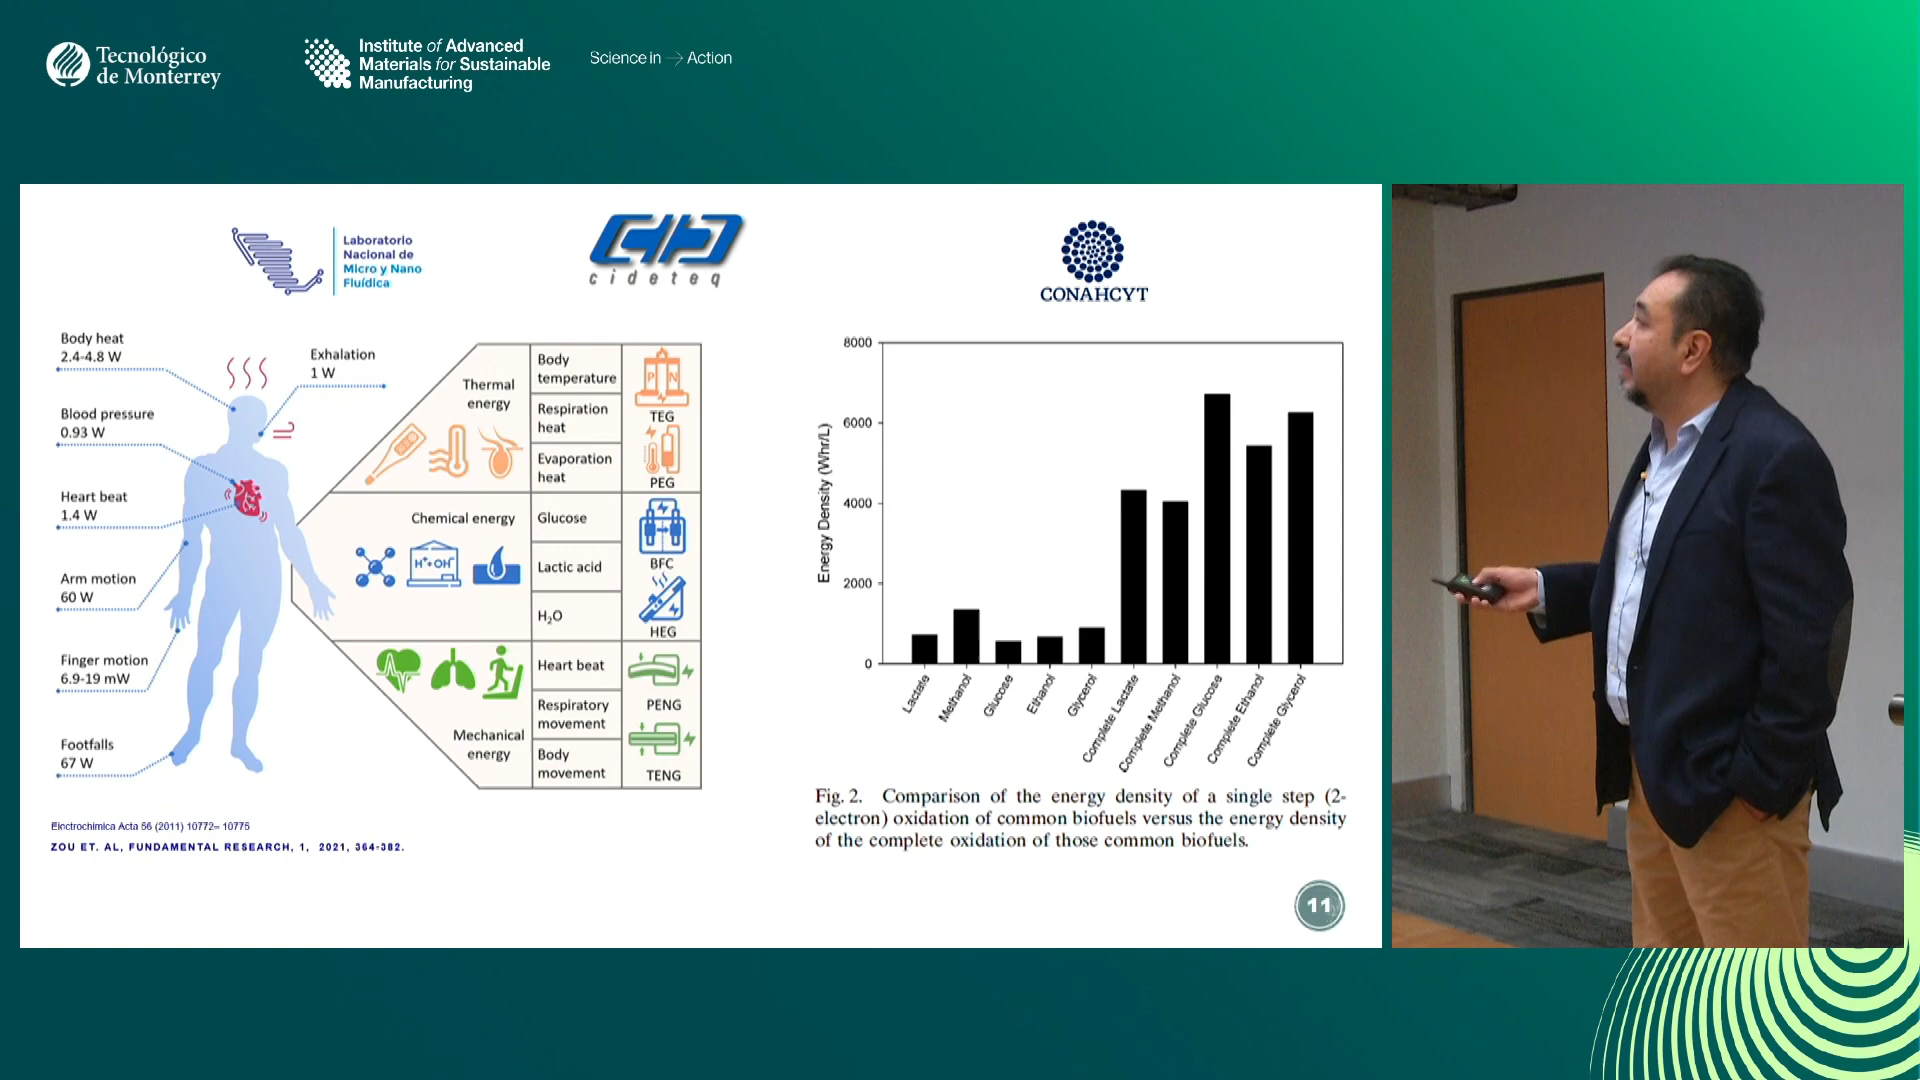 Tecnológico
de Monterrey
Institute of Advanced
Materials for Sustainable
Manufacturing
Science in → Action
Laboratorio
Nacional de
Micro y Nano
Fluídica
cideteq
CONAHCYT
Body heat
2.4-4.8 W
Exhalation
1 W
Blood pressure
0.93 W
Heart beat
1.4 W
Arm motion
60 W
Finger motion
6.9-19 mW
Footfalls
67 W
Thermal
energy
Body
temperature
Respiration
heat
Evaporation
heat
P N
TEG
PEG
Chemical energy
H⁺ OH⁻
Glucose
Lactic acid
H₂O
BFC
HEG
Mechanical
energy
Heart beat
Respiratory
movement
Body
movement
PENG
TENG
Electrochimica Acta 56 (2011) 10772– 10775
ZOU ET. AL, FUNDAMENTAL RESEARCH, 1, 2021, 364-382.
Energy Density (Whr/L)
8000
6000
4000
2000
0
Lactate
Methanol
Glucose
Ethanol
Glycerol
Complete Lactate
Complete Methanol
Complete Glucose
Complete Ethanol
Complete Glycerol
Fig. 2. Comparison of the energy density of a single step (2-
electron) oxidation of common biofuels versus the energy density
of the complete oxidation of those common biofuels.
11